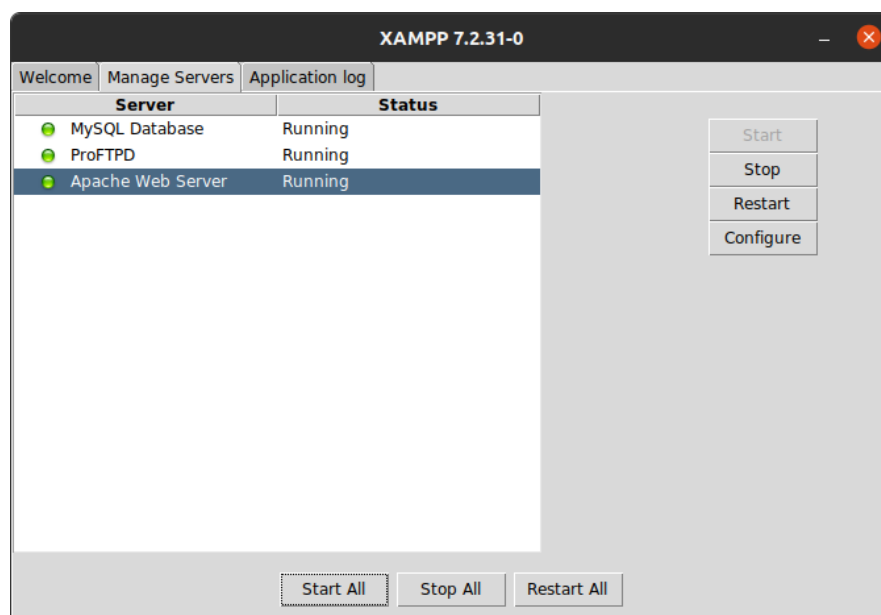 XAMPP 7.2.31-0
Welcome Manage Servers Application log
Server Status
MySQL Database Running
ProFTPD Running
Apache Web Server Running
Start
Stop
Restart
Configure
Start All Stop All Restart All